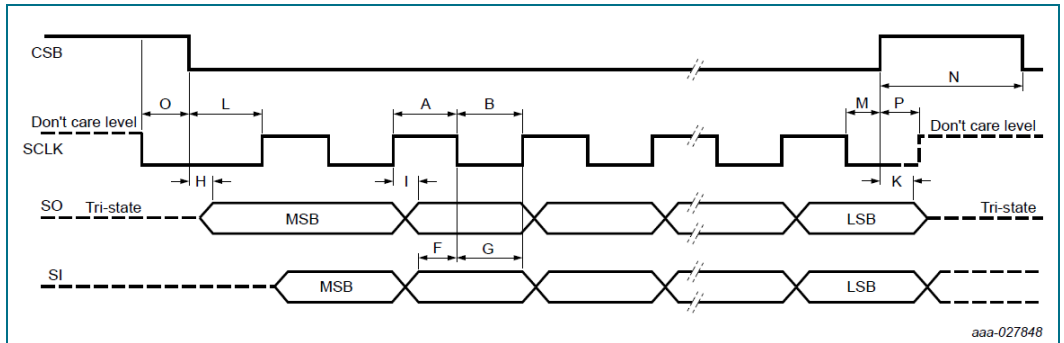 CSB
N
O L A B M P
Don't care level Don't care level
SCLK
H I K
SO Tri-state MSB LSB Tri-state
F G
SI MSB LSB
aaa-027848